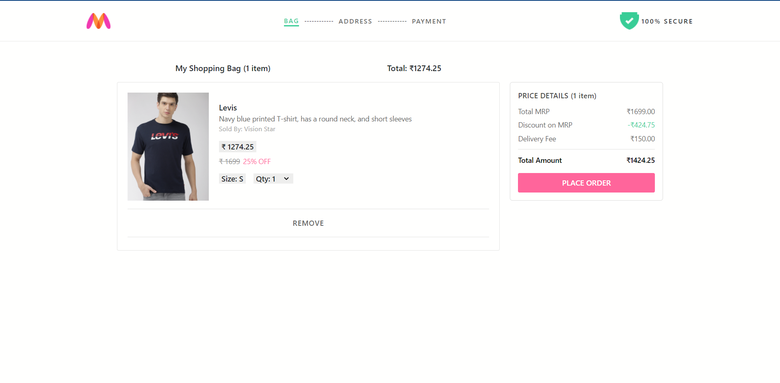 BAG ------------ ADDRESS ------------ PAYMENT
100% SECURE
My Shopping Bag (1 item)
Total: ₹1274.25
LEVI'S
Levis
Navy blue printed T-shirt, has a round neck, and short sleeves
Sold By: Vision Star
₹ 1274.25
₹ 1699 25% OFF
Size: S Qty: 1
REMOVE
PRICE DETAILS (1 item)
Total MRP ₹1699.00
Discount on MRP -₹424.75
Delivery Fee ₹150.00
Total Amount ₹1424.25
PLACE ORDER